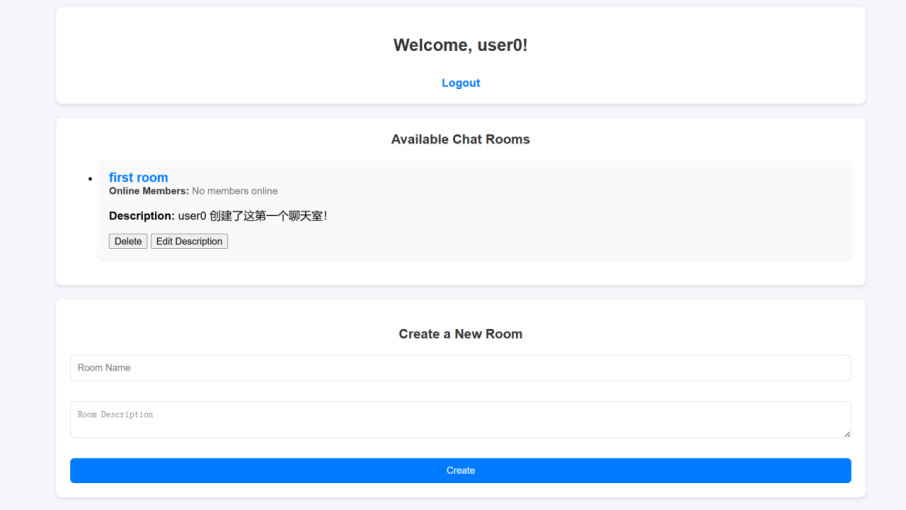 Welcome, user0!
Logout
Available Chat Rooms
first room
Online Members: No members online
Description: user0 创建了这第一个聊天室!
Delete Edit Description
Create a New Room
Room Name
Room Description
Create